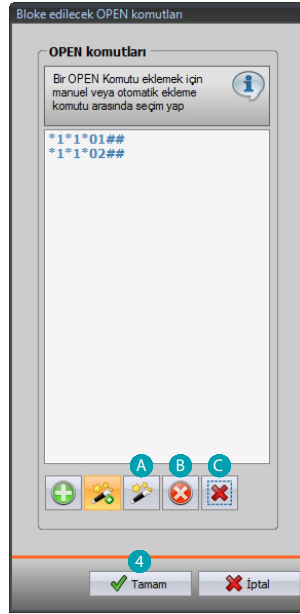 Bloke edilecek OPEN komutları
OPEN komutları
Bir OPEN Komutu eklemek için
manuel veya otomatik ekleme
komutu arasında seçim yap
*1*1*01##
*1*1*02##
A B C
4
Tamam İptal